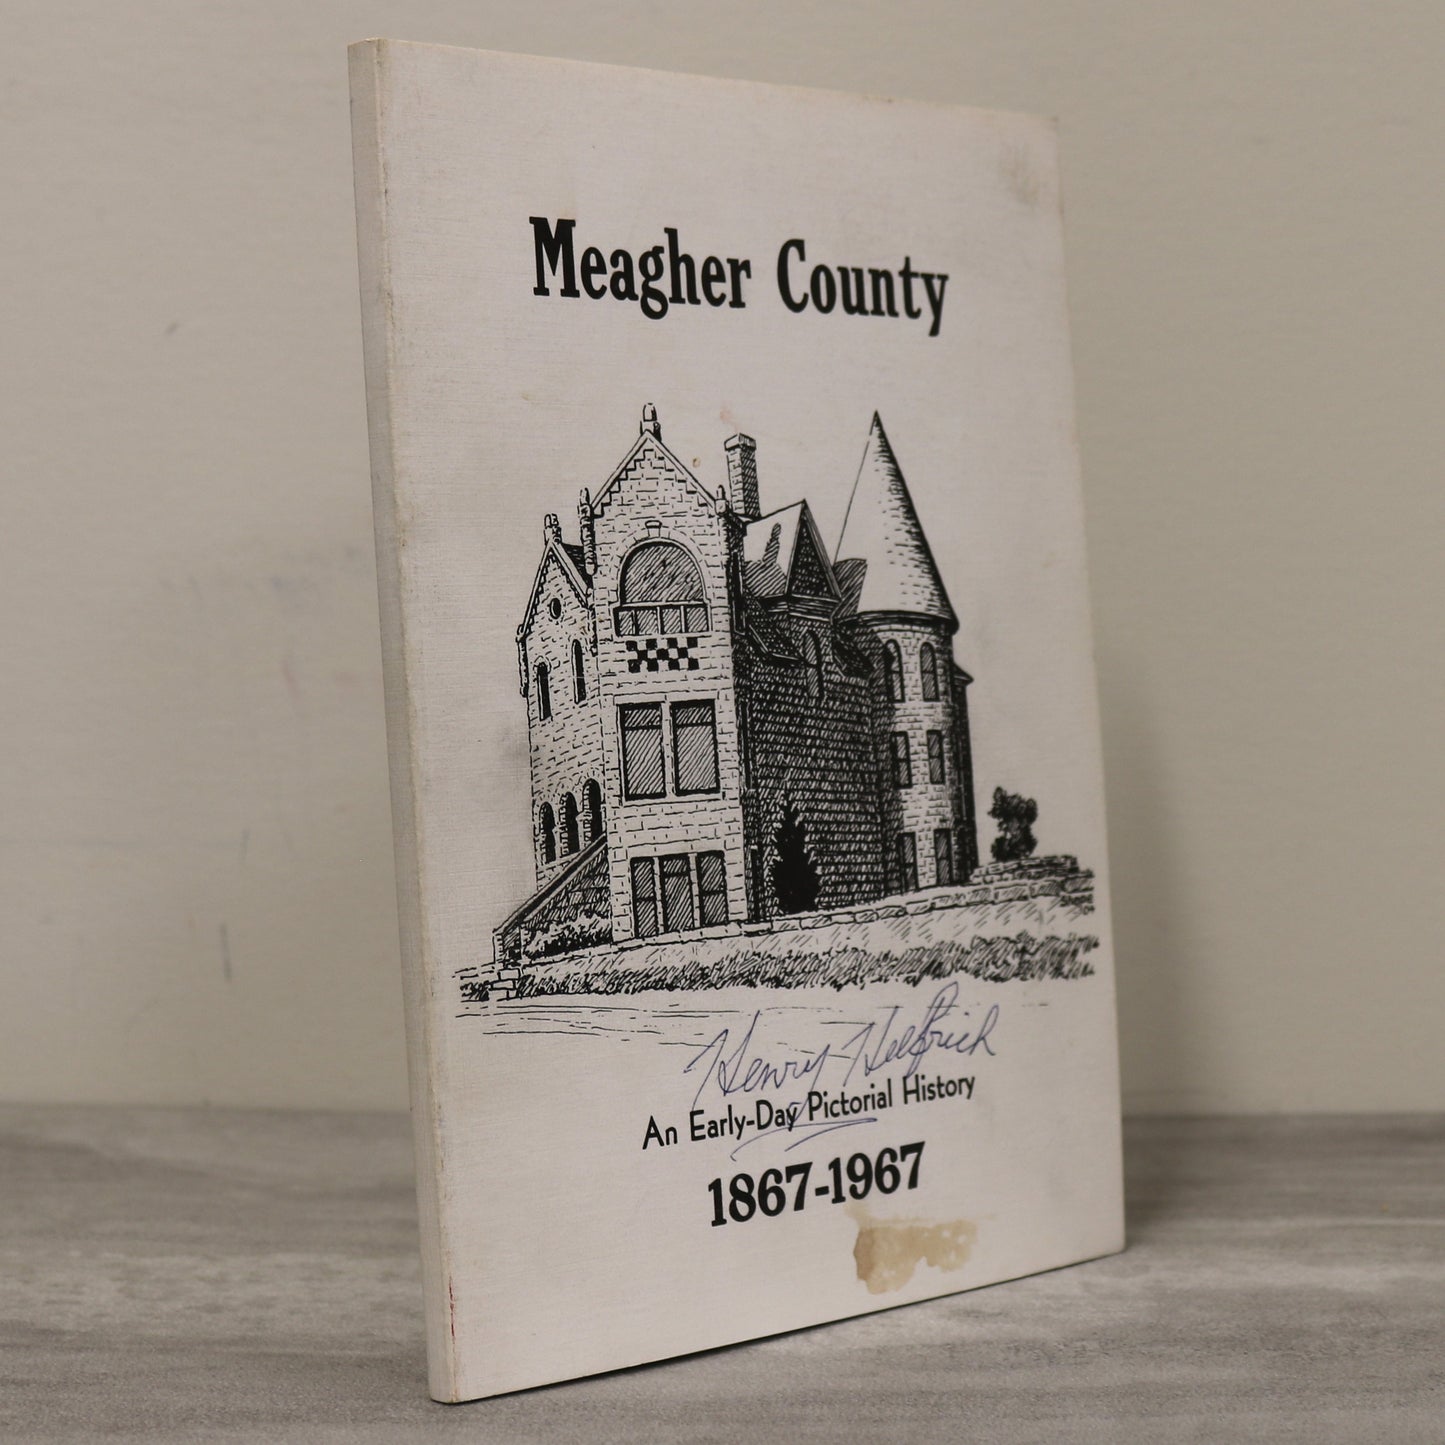 Meagher County
Henry Helfrich
An Early-Day Pictorial History
1867-1967